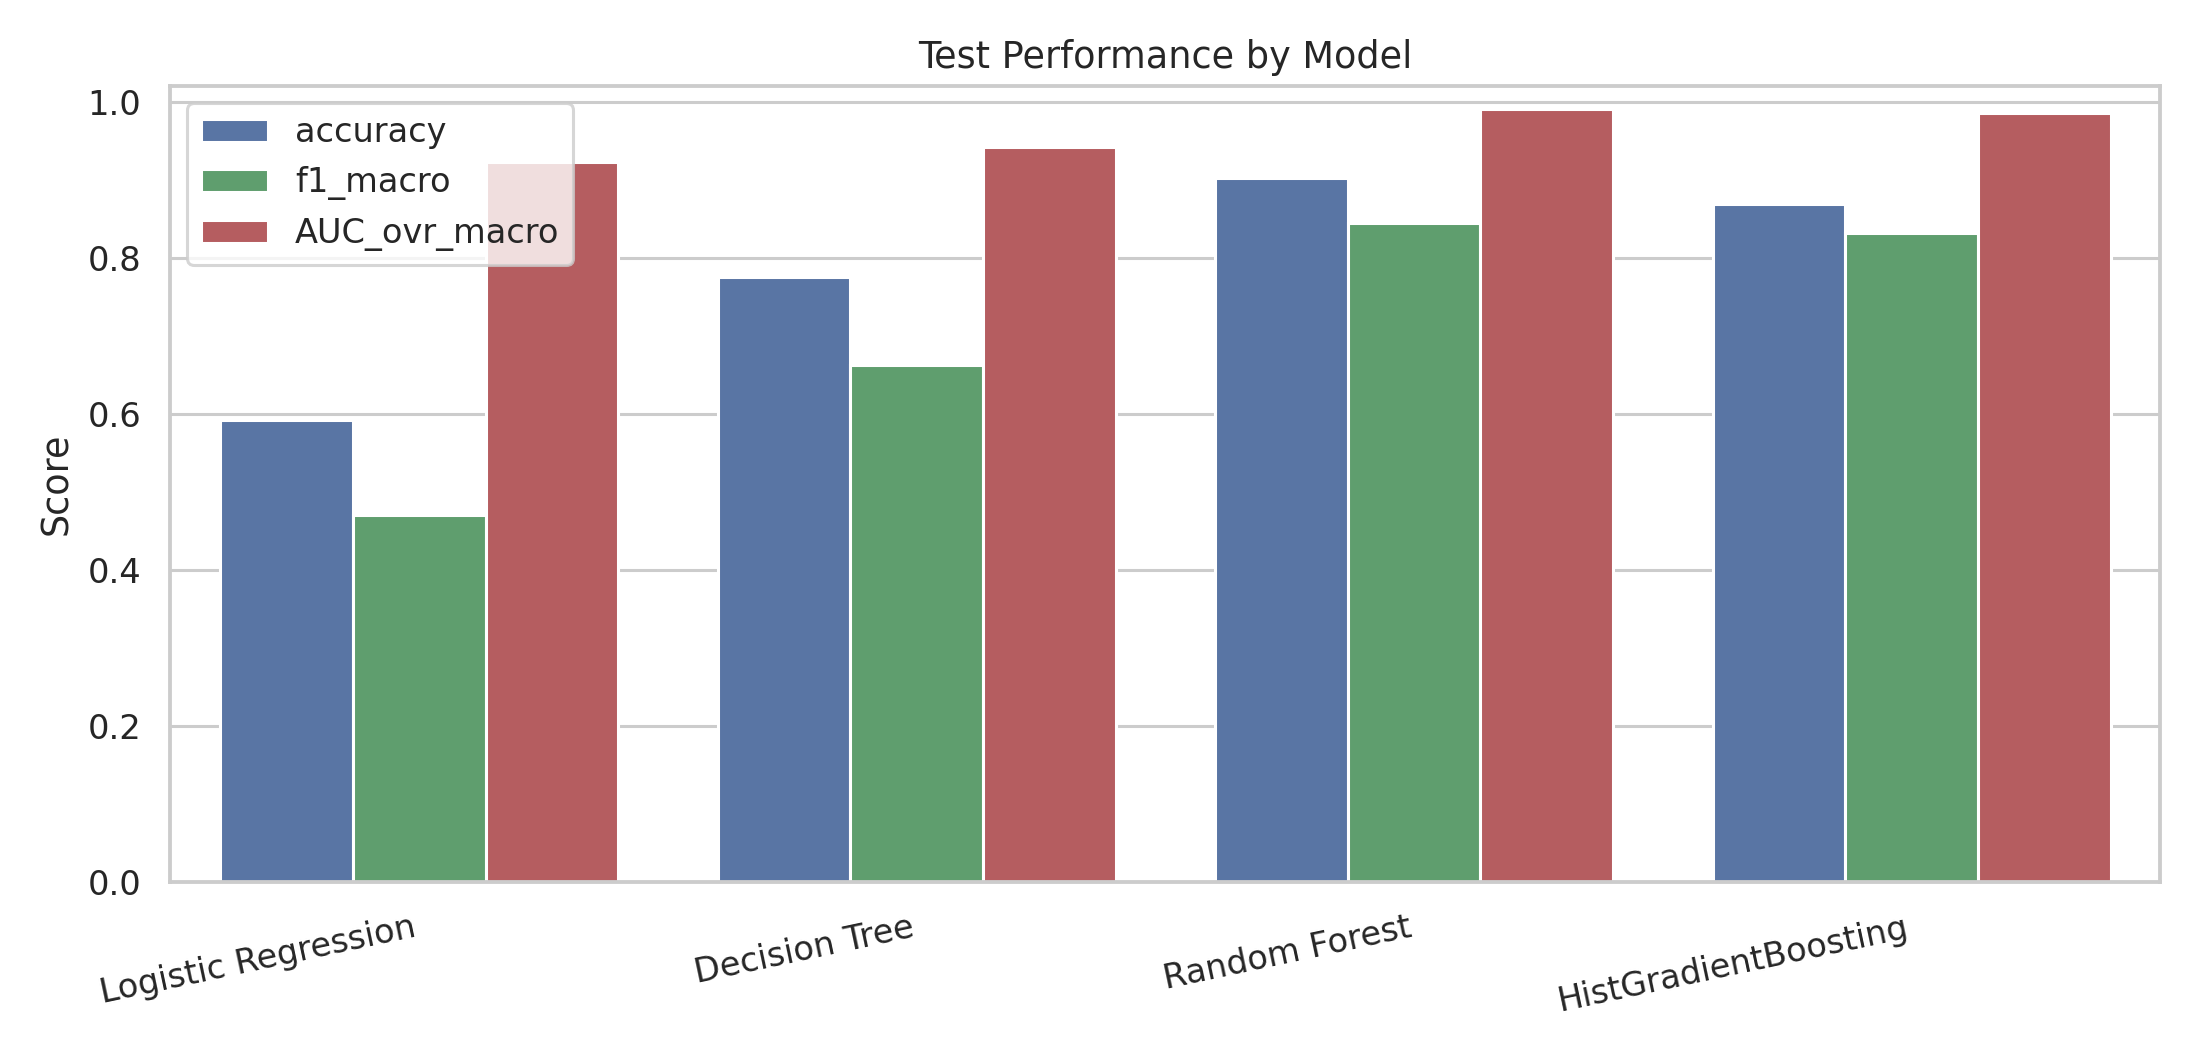 Test Performance by Model
1.0
0.8
0.6
0.4
0.2
0.0
Score
accuracy
f1_macro
AUC_ovr_macro
Logistic Regression
Decision Tree
Random Forest
HistGradientBoosting